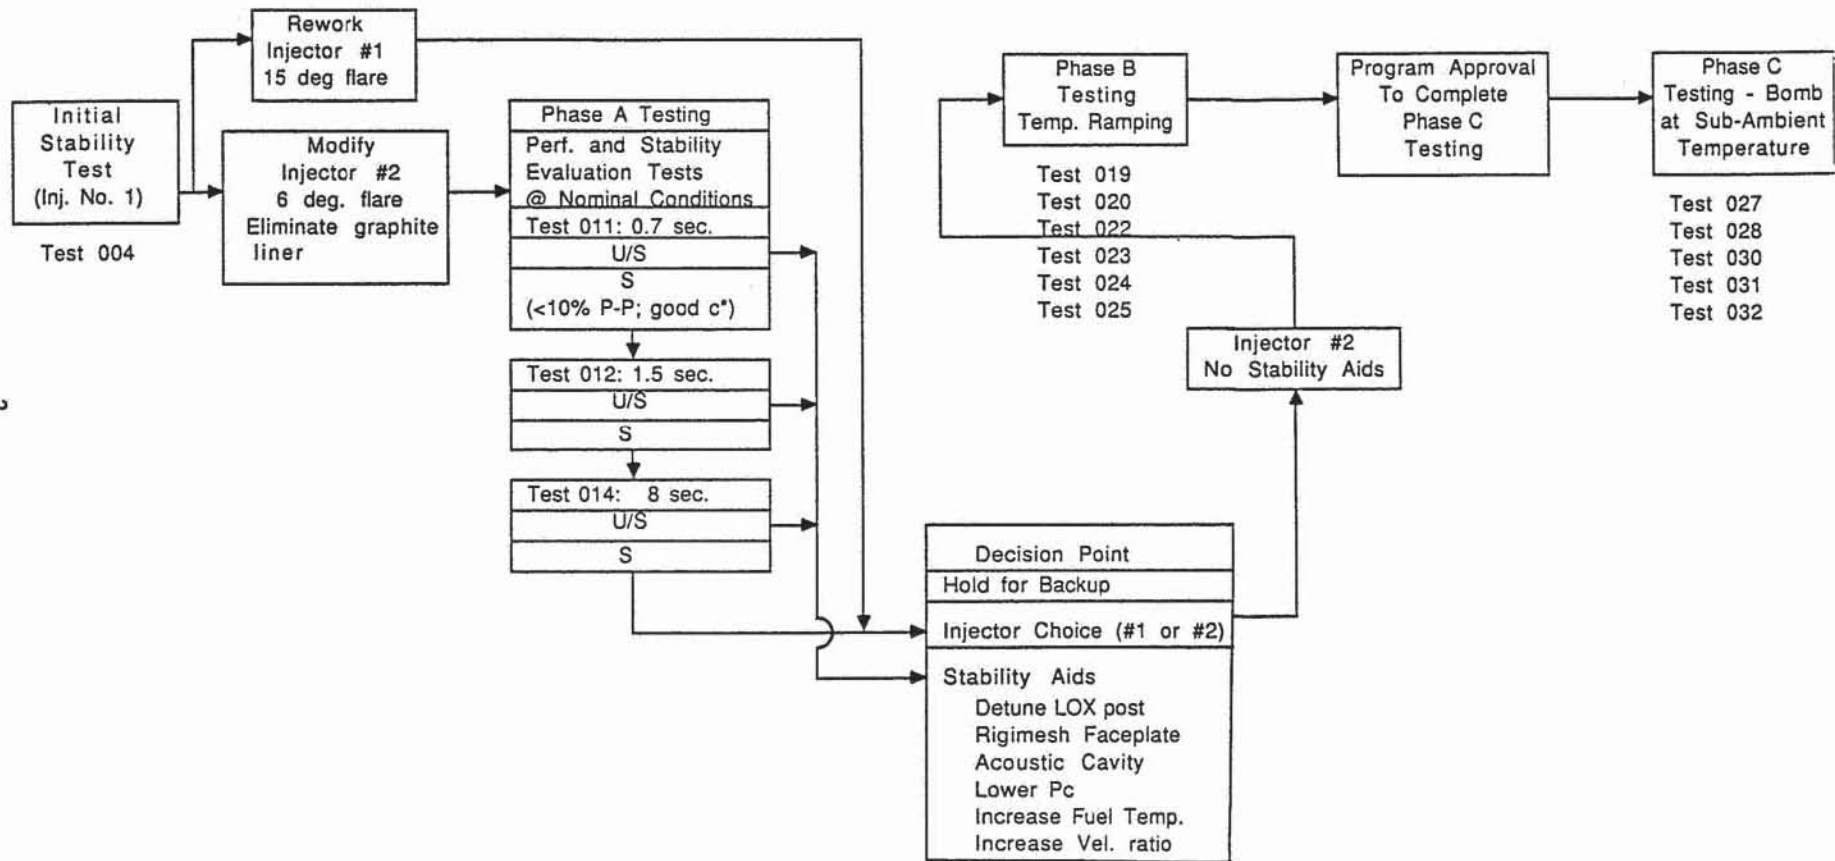 Rework
Injector #1
15 deg flare
Initial
Stability
Test
(Inj. No. 1)
Test 004
Modify
Injector #2
6 deg. flare
Eliminate graphite
liner
Phase A Testing
Perf. and Stability
Evaluation Tests
@ Nominal Conditions
Test 011: 0.7 sec.
U/S
S
(<10% P-P; good c*)
Test 012: 1.5 sec.
U/S
S
Test 014: 8 sec.
U/S
S
Decision Point
Hold for Backup
Injector Choice (#1 or #2)
Stability Aids
Detune LOX post
Rigimesh Faceplate
Acoustic Cavity
Lower Pc
Increase Fuel Temp.
Increase Vel. ratio
Injector #2
No Stability Aids
Phase B
Testing
Temp. Ramping
Test 019
Test 020
Test 022
Test 023
Test 024
Test 025
Program Approval
To Complete
Phase C
Testing
Phase C
Testing - Bomb
at Sub-Ambient
Temperature
Test 027
Test 028
Test 030
Test 031
Test 032